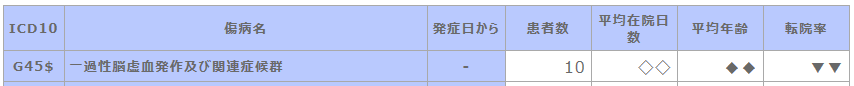 ICD10 傷病名 発症日から 患者数 平均在院日数 平均年齢 転院率
G45$ 一過性脳虚血発作及び関連症候群 - 10 ◇◇ ◆◆ ▼▼